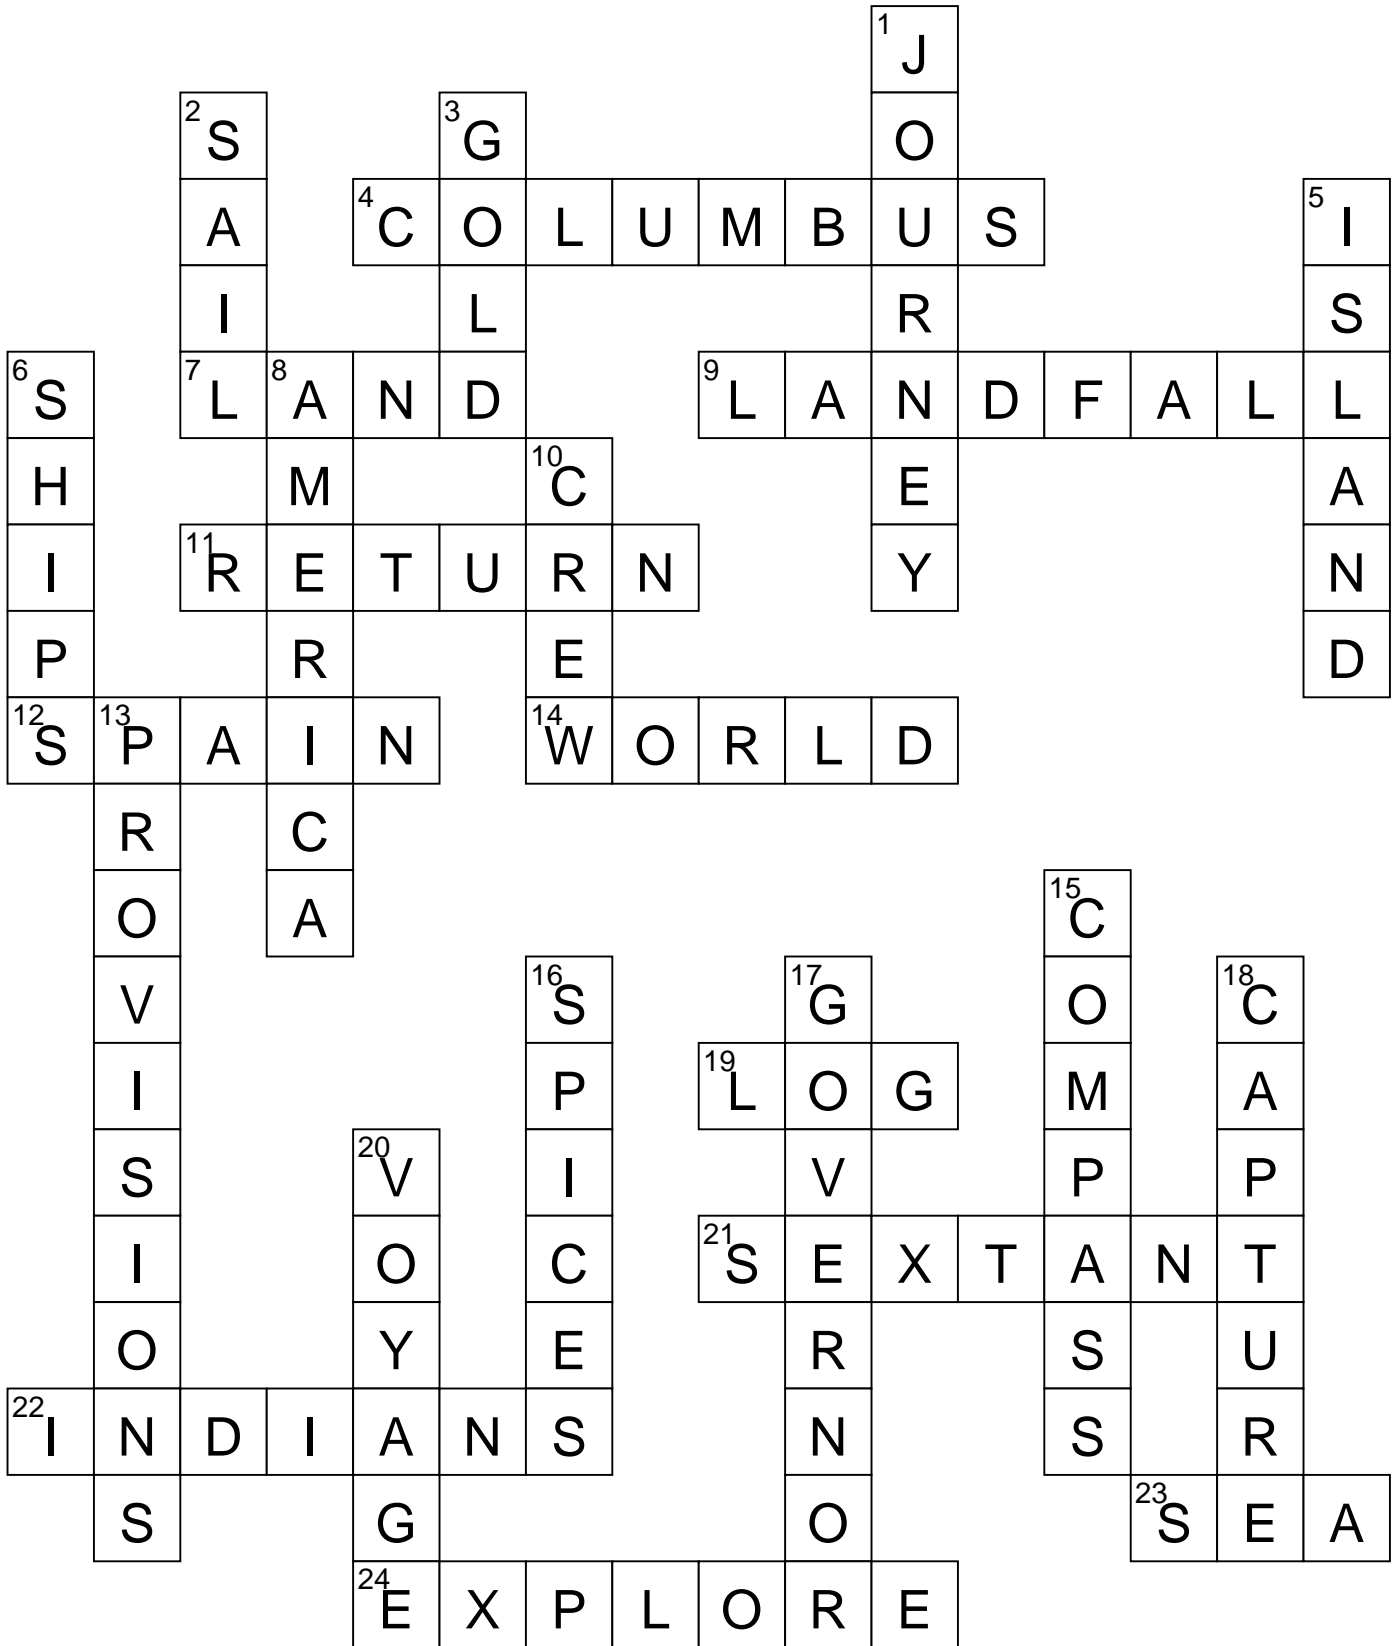 1 J
2 S 3 G O
A 4 C O L U M B U S 5 I
I L R S
6 S 7 L 8 A N D 9 L A N D F A L L
H M 10 C E A
I 11 R E T U R N Y N
P R E D
12 S 13 P A I N 14 W O R L D
R C
O A 15 C
V 16 S 17 G O 18 C
I P 19 L O G M A
S 20 V I V P P
I O C 21 S E X T A N T
O Y E R S U
22 I N D I A N S N S R
S G O 23 S E A
24 E X P L O R E